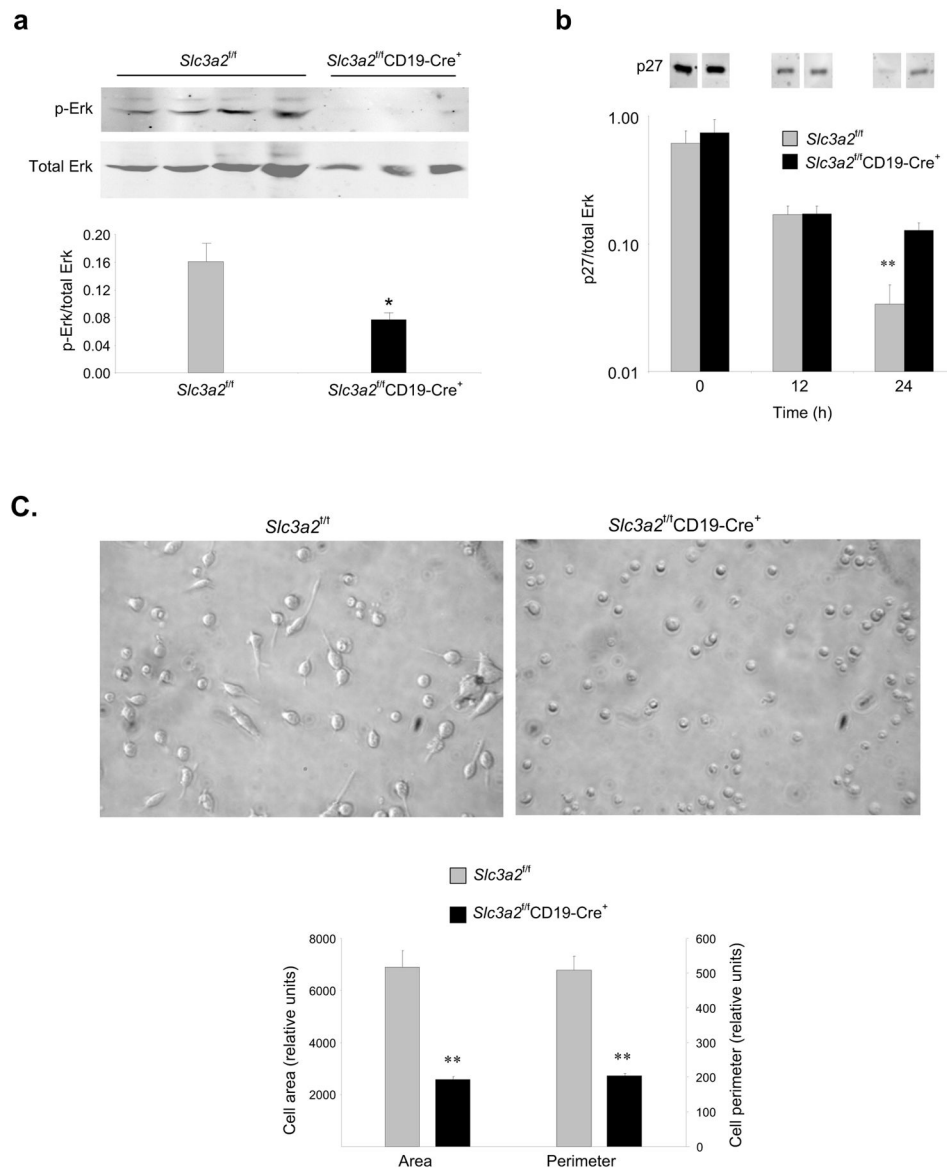 a
Slc3a2f/f
Slc3a2f/fCD19-Cre+
p-Erk
Total Erk
p-Erk/total Erk
0.20
0.16
0.12
0.08
0.04
0.00
*
Slc3a2f/f
Slc3a2f/fCD19-Cre+
b
p27
p27/total Erk
1.00
0.10
0.01
Slc3a2f/f
Slc3a2f/fCD19-Cre+
**
0
12
24
Time (h)
C.
Slc3a2f/f
Slc3a2f/fCD19-Cre+
Slc3a2f/f
Slc3a2f/fCD19-Cre+
Cell area (relative units)
8000
6000
4000
2000
**
**
600
500
400
300
200
100
0
Cell perimeter (relative units)
Area
Perimeter